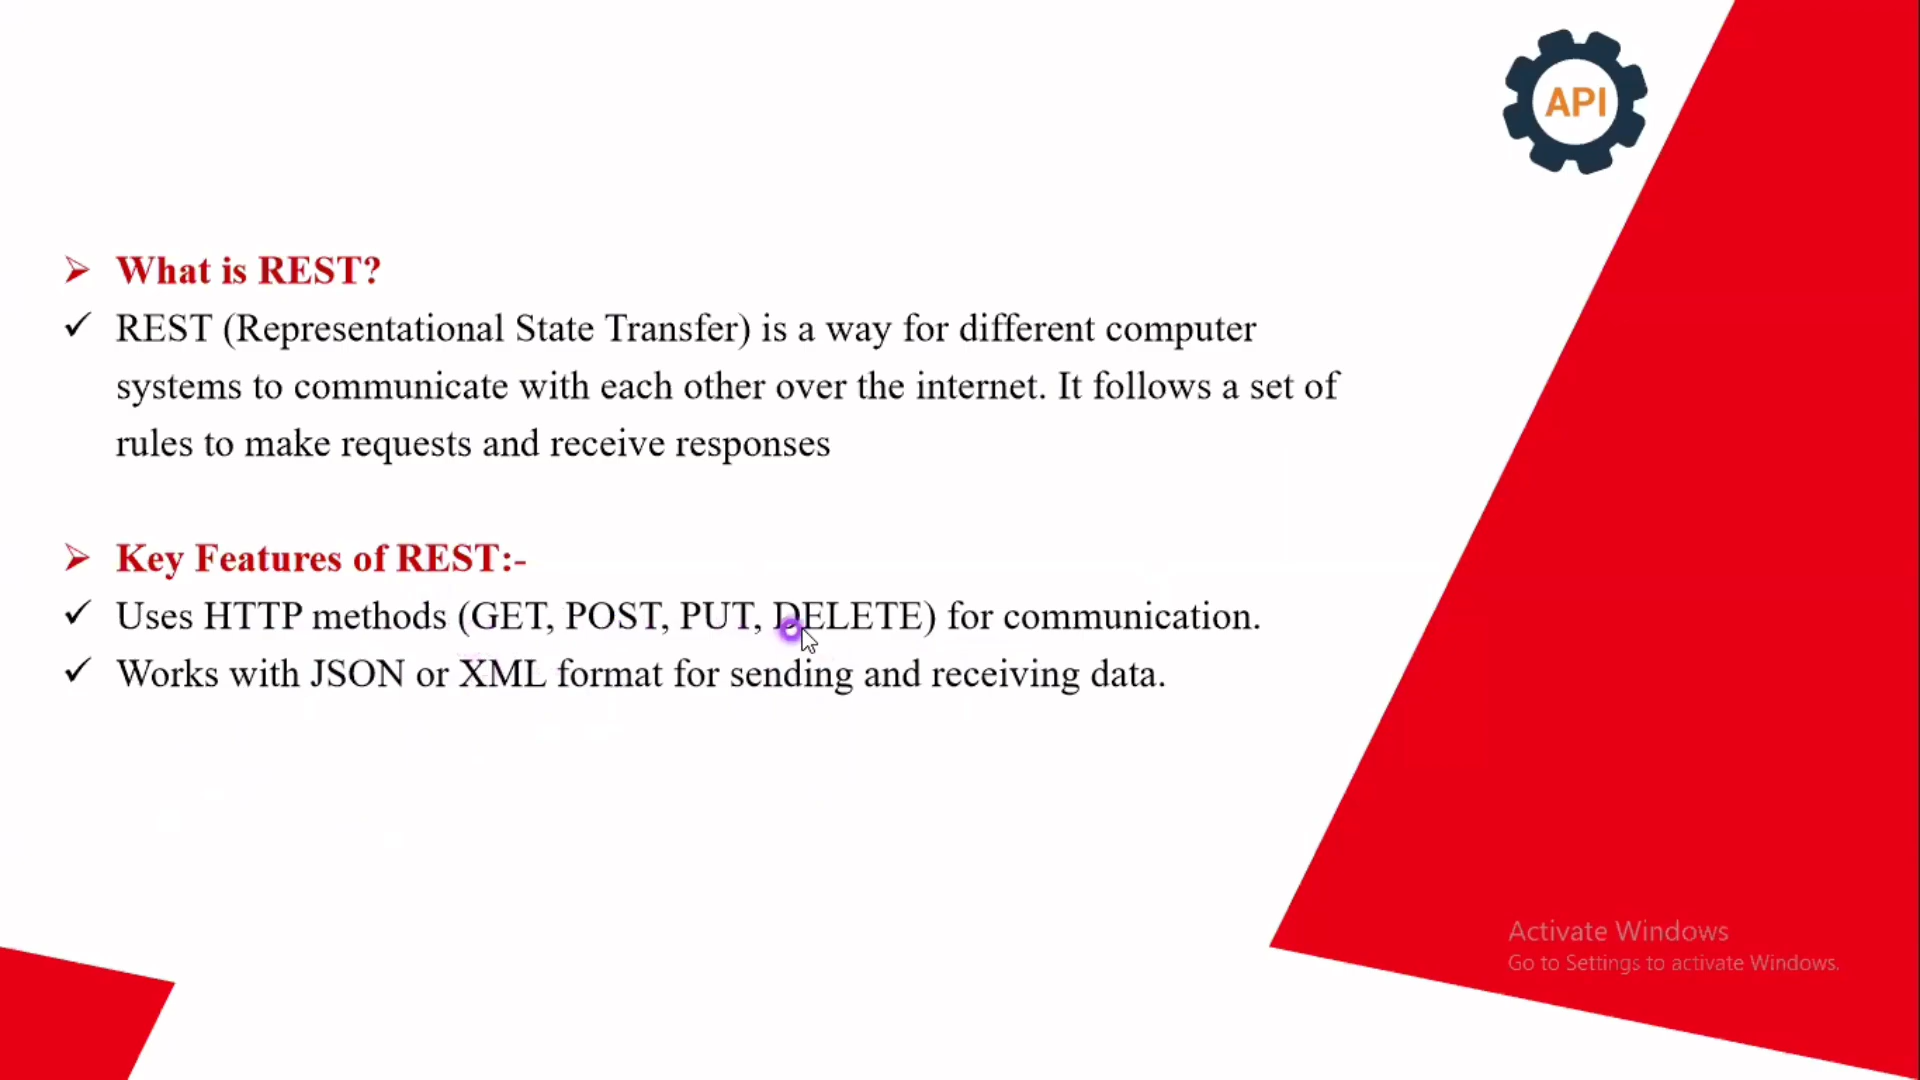 API
What is REST?
REST (Representational State Transfer) is a way for different computer
systems to communicate with each other over the internet. It follows a set of
rules to make requests and receive responses
Key Features of REST:-
Uses HTTP methods (GET, POST, PUT, DELETE) for communication.
Works with JSON or XML format for sending and receiving data.
Activate Windows
Go to Settings to activate Windows.